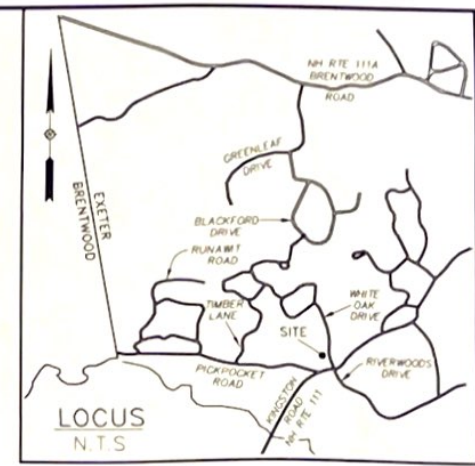 NH RTE 111A
BRENTWOOD
ROAD
GREENLEAF
DRIVE
EXETER
BRENTWOOD
BLACKFORD
DRIVE
RUNAWIT
ROAD
TIMBER
LANE
WHITE
OAK
DRIVE
SITE
RIVERWOODS
DRIVE
PICKPOCKET
ROAD
KINGSTON
ROAD
NH RTE 111
LOCUS
N.T.S